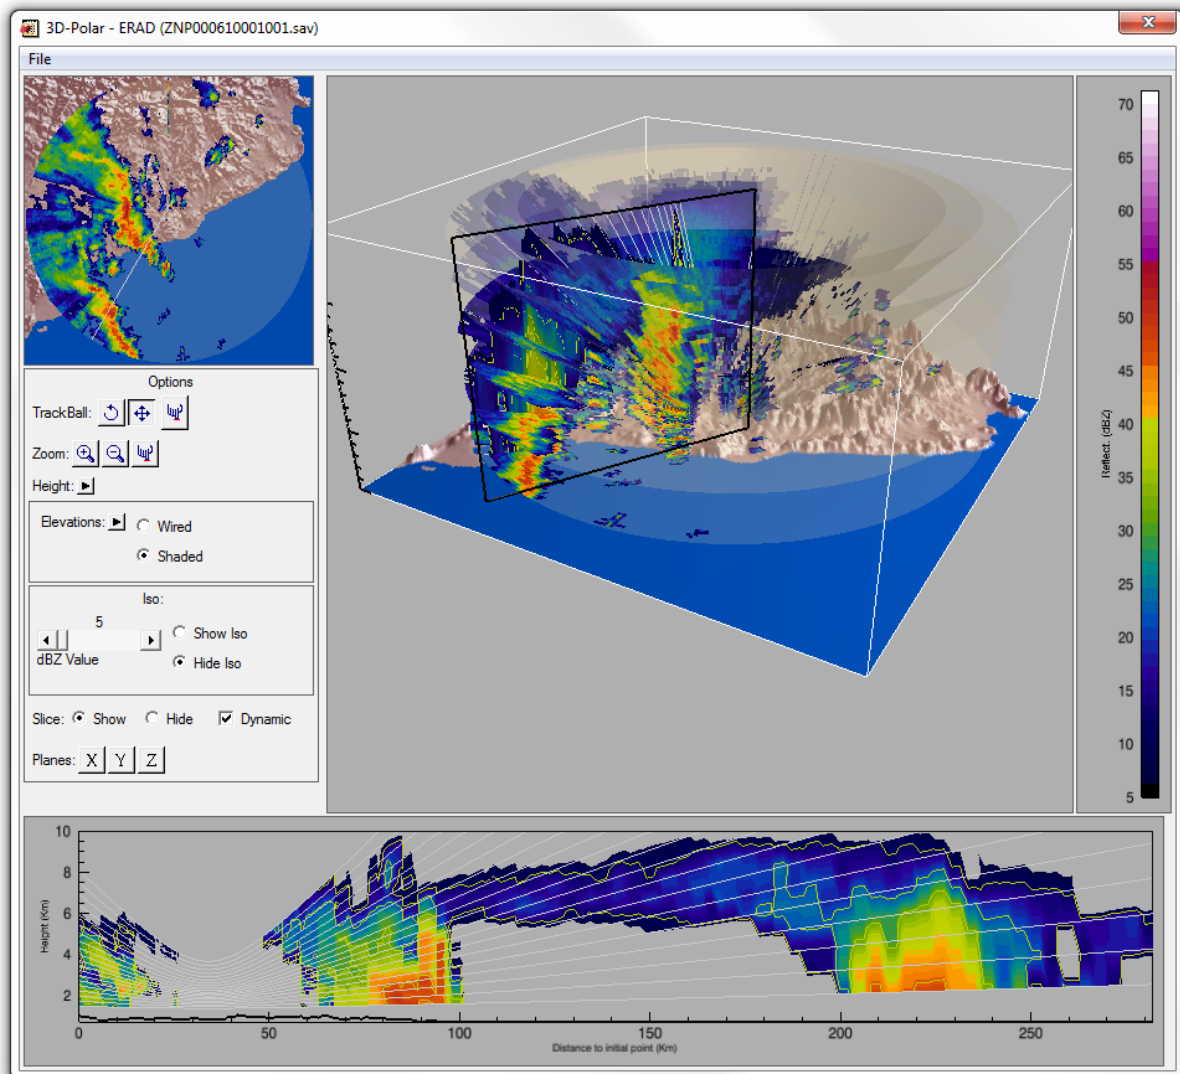 3D-Polar - ERAD (ZNP000610001001.sav)
File
Options
TrackBall:
Zoom:
Height:
Elevations:
Wired
Shaded
Iso:
5
dBZ Value
Show Iso
Hide Iso
Slice: Show Hide Dynamic
Planes: X Y Z
70
65
60
55
50
45
40
35
30
25
20
15
10
5
Reflect (dBZ)
10
8
6
4
2
Height (Km)
0 50 100 150 200 250
Distance to initial point (Km)